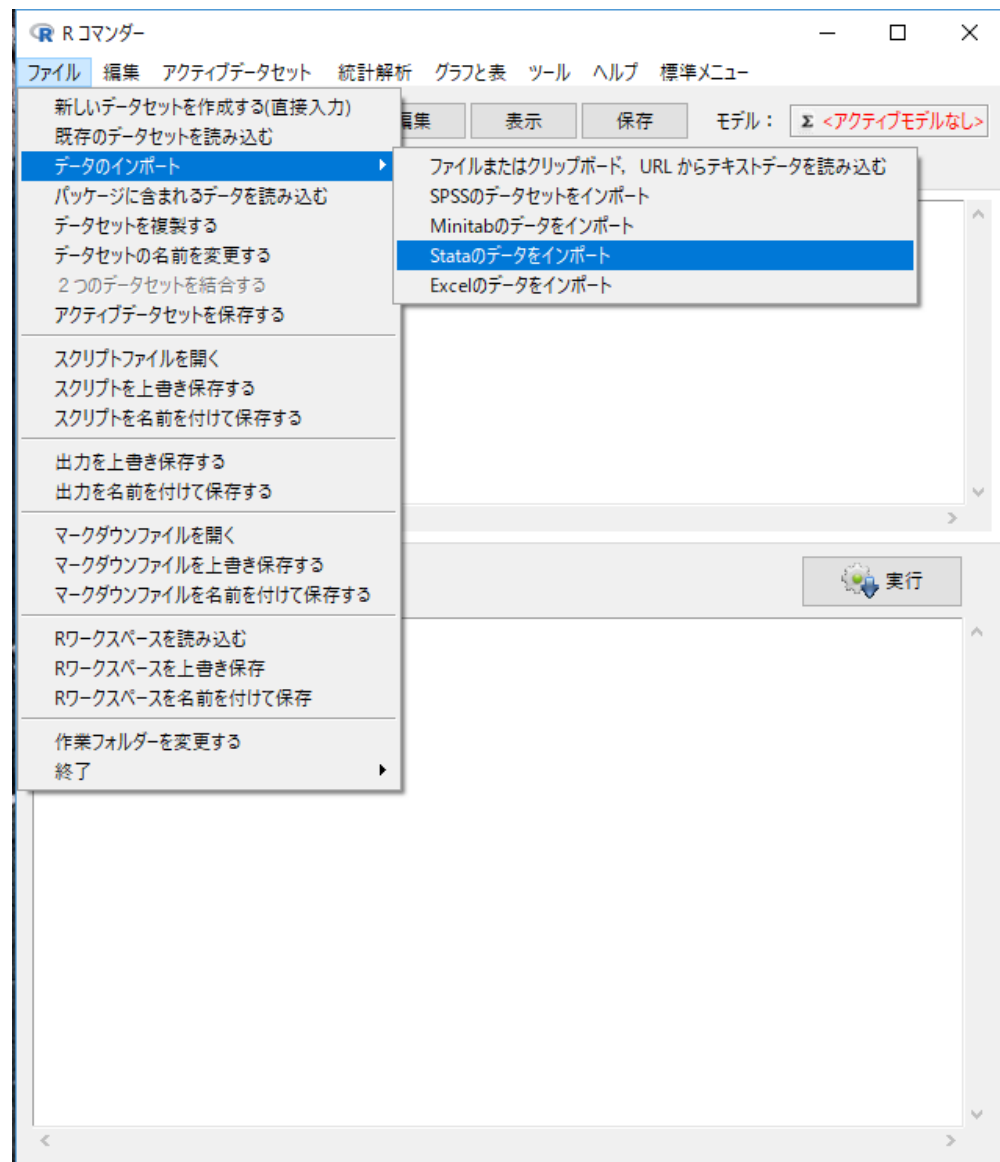 R コマンダー
ファイル 編集 アクティブデータセット 統計解析 グラフと表 ツール ヘルプ 標準メニュー
編集 表示 保存 モデル： Σ <アクティブモデルなし>
新しいデータセットを作成する(直接入力)
既存のデータセットを読み込む
データのインポート
パッケージに含まれるデータを読み込む
データセットを複製する
データセットの名前を変更する
２つのデータセットを結合する
アクティブデータセットを保存する
スクリプトファイルを開く
スクリプトを上書き保存する
スクリプトを名前を付けて保存する
出力を上書き保存する
出力を名前を付けて保存する
マークダウンファイルを開く
マークダウンファイルを上書き保存する
マークダウンファイルを名前を付けて保存する
Rワークスペースを読み込む
Rワークスペースを上書き保存
Rワークスペースを名前を付けて保存
作業フォルダーを変更する
終了
ファイルまたはクリップボード，URL からテキストデータを読み込む
SPSSのデータセットをインポート
Minitabのデータをインポート
Stataのデータをインポート
Excelのデータをインポート
実行